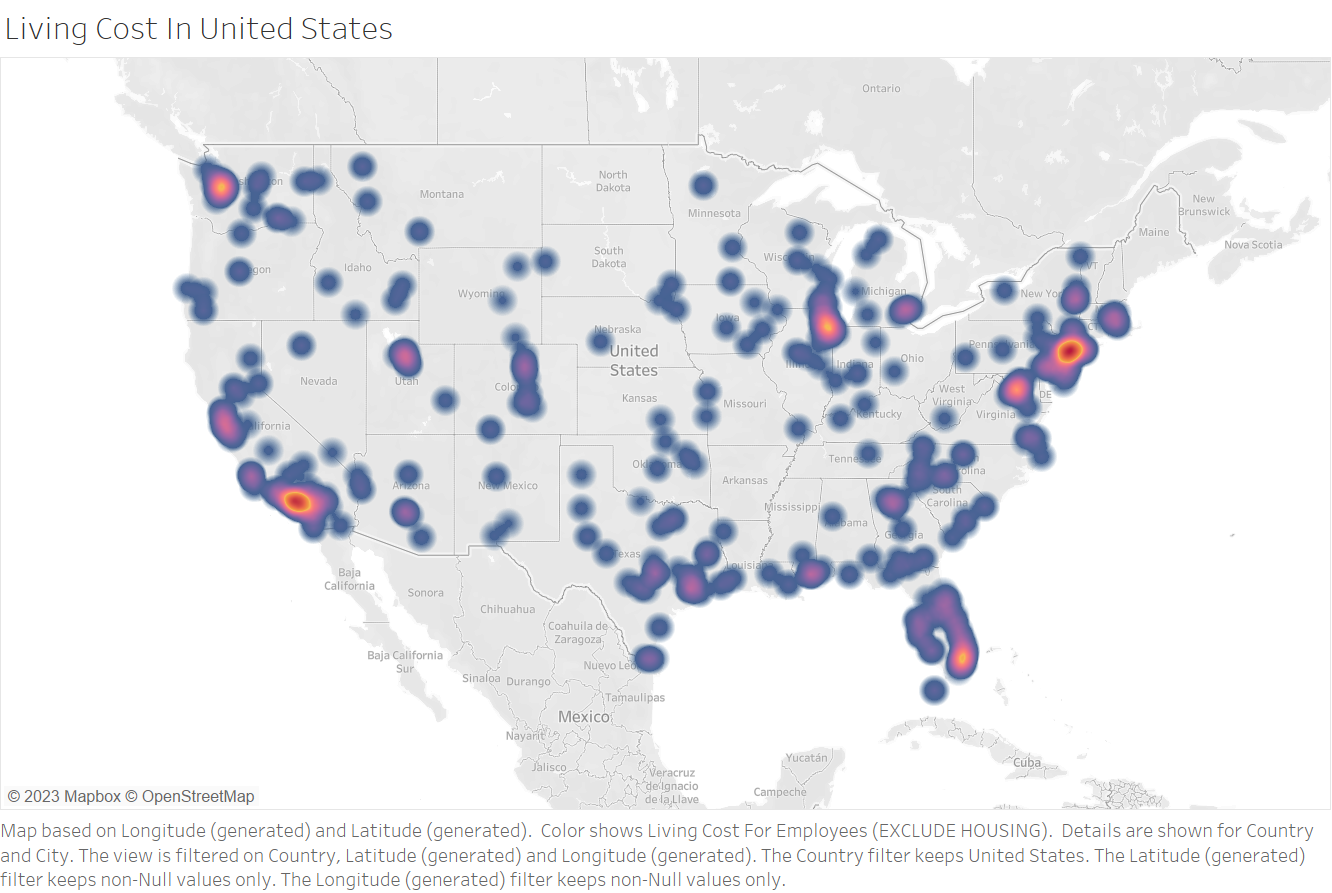 Living Cost In United States
Ontario
North
Dakota
Montana
Minnesota
New
Brunswick
Maine
Nova Scotia
South
Dakota
Idaho
VT
Michigan
Wyoming
New York
Iowa
Nebraska
United
States
Ohio
Nevada
Utah
Indiana
Kansas
Missouri
West
Virginia
DE
Kentucky
Virginia
Tennessee
Arizona
New Mexico
Arkansas
South
Carolina
Mississippi
Georgia
Texas
Louisiana
Baja
California
Sonora
Chihuahua
Coahuila de
Zaragoza
Baja California
Sur
Nuevo León
Sinaloa
Durango
Tamaulipas
Mexico
Nayarit
Yucatán
Cuba
Jalisco
Veracruz
de Ignacio
de la Llave
Campeche
© 2023 Mapbox © OpenStreetMap
Map based on Longitude (generated) and Latitude (generated).  Color shows Living Cost For Employees (EXCLUDE HOUSING).  Details are shown for Country
and City. The view is filtered on Country, Latitude (generated) and Longitude (generated). The Country filter keeps United States. The Latitude (generated)
filter keeps non-Null values only. The Longitude (generated) filter keeps non-Null values only.